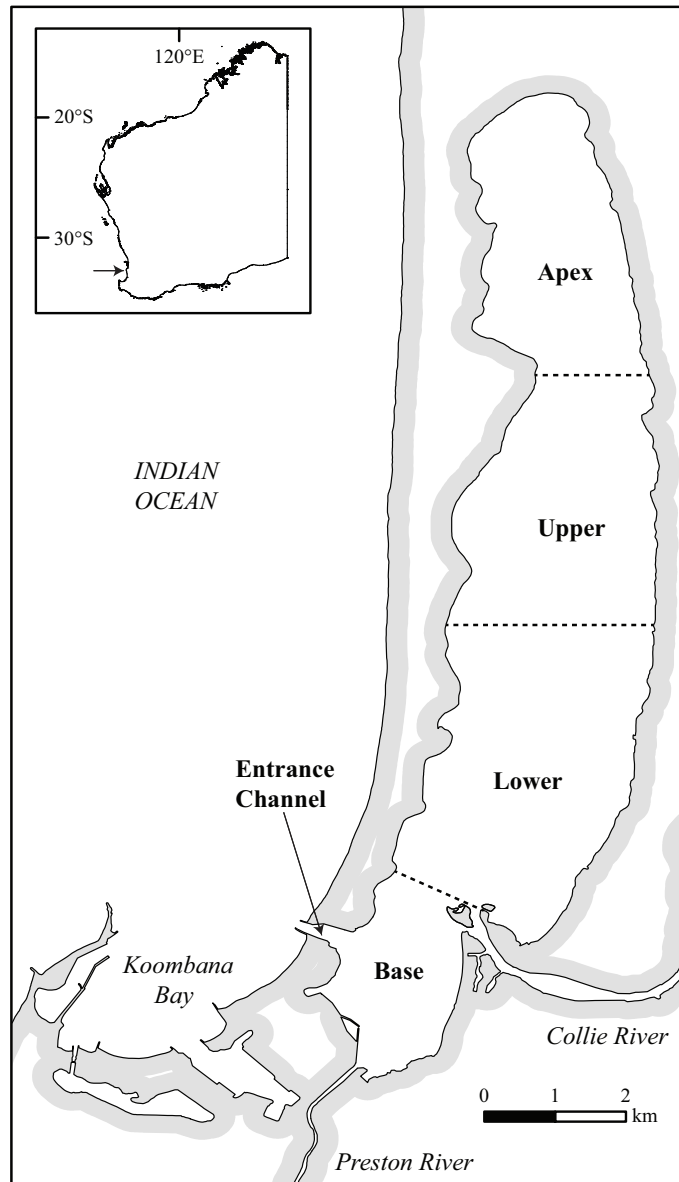 120°E
20°S
30°S
Apex
INDIAN
OCEAN
Upper
Entrance
Channel
Lower
Koombana
Bay
Base
Collie River
0 1 2
km
Preston River